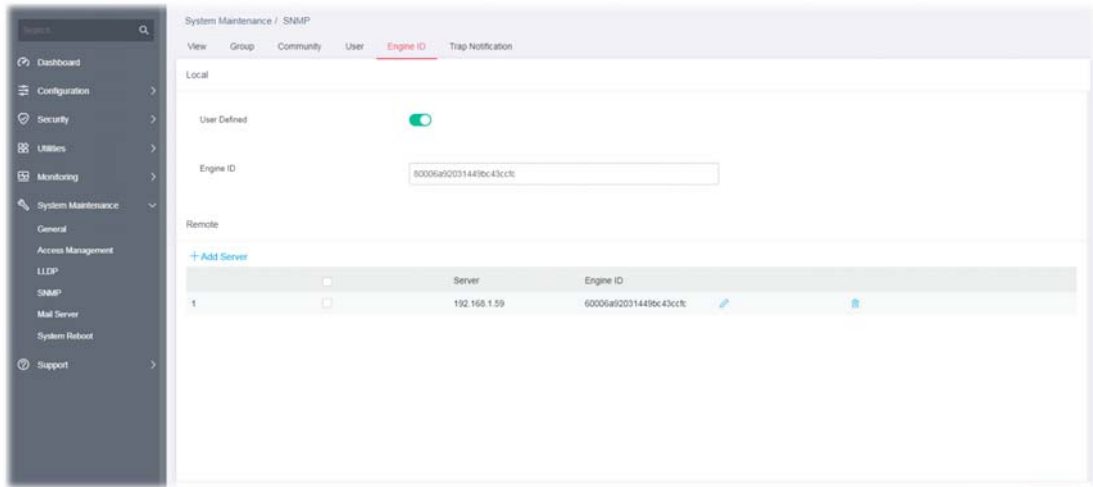 Search
Dashboard
Configuration
Security
Utilities
Monitoring
System Maintenance
General
Access Management
LLDP
SNMP
Mail Server
System Reboot
Support
System Maintenance / SNMP
View Group Community User Engine ID Trap Notification
Local
User Defined
Engine ID
80006a92031449bc43ccfc
Remote
+ Add Server
Server Engine ID
1 192.168.1.59 60006a92031449bc43ccfc